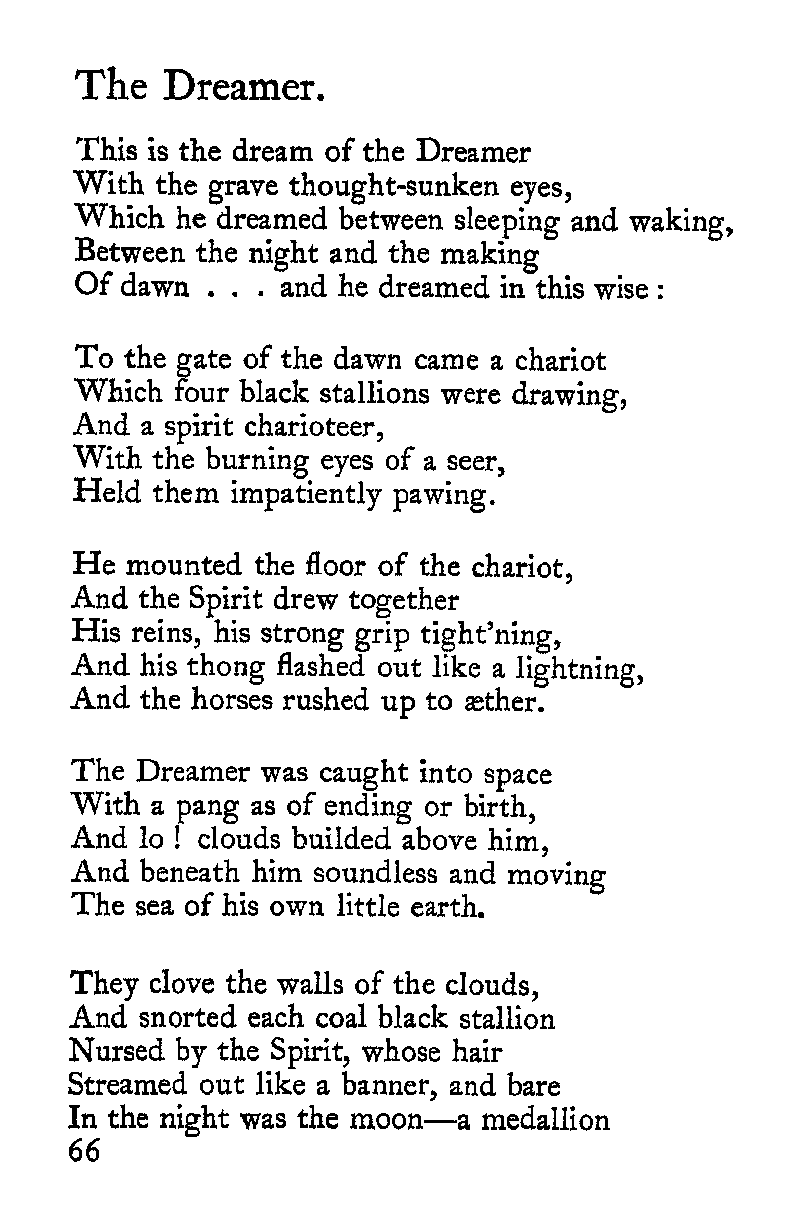 The Dreamer.
This is the dream of the Dreamer
With the grave thought-sunken eyes,
Which he dreamed between sleeping and waking,
Between the night and the making
Of dawn . . . and he dreamed in this wise :
To the gate of the dawn came a chariot
Which four black stallions were drawing,
And a spirit charioteer,
With the burning eyes of a seer,
Held them impatiently pawing.
He mounted the floor of the chariot,
And the Spirit drew together
His reins, his strong grip tight’ning,
And his thong flashed out like a lightning,
And the horses rushed up to æther.
The Dreamer was caught into space
With a pang as of ending or birth,
And lo ! clouds builded above him,
And beneath him soundless and moving
The sea of his own little earth.
They clove the walls of the clouds,
And snorted each coal black stallion
Nursed by the Spirit, whose hair
Streamed out like a banner, and bare
In the night was the moon—a medallion
66